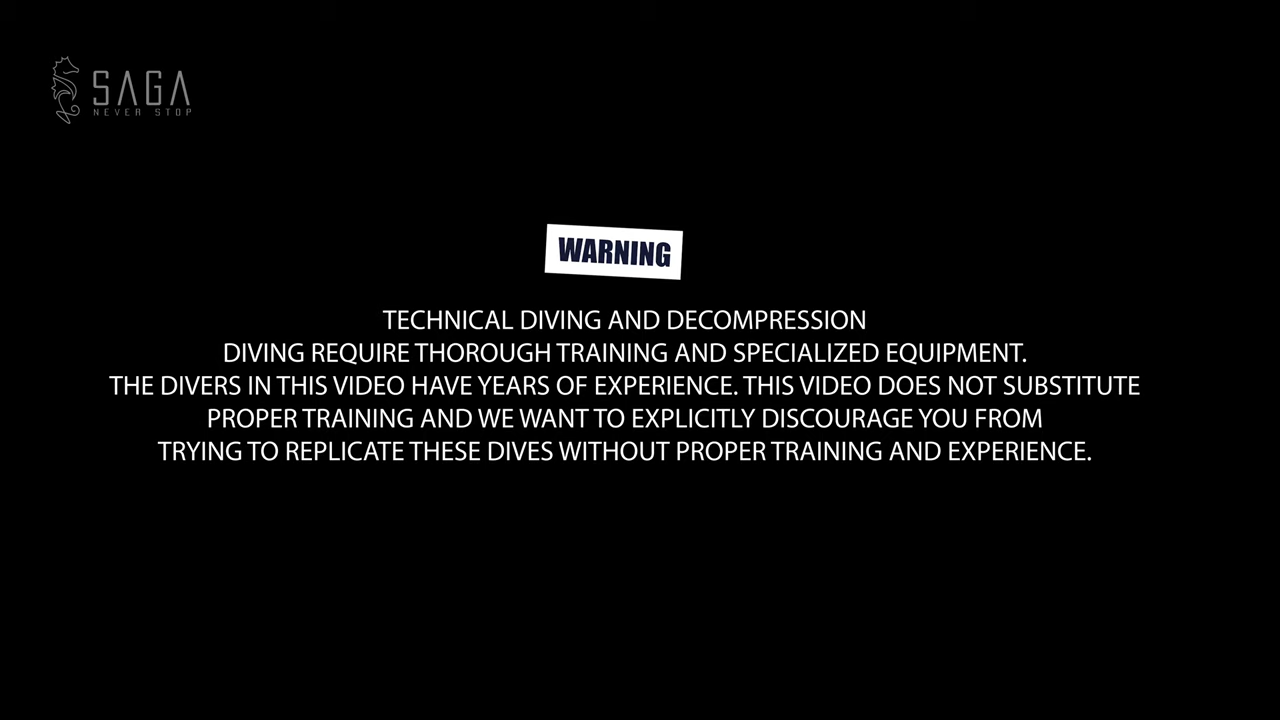 SAGA
NEVER STOP
WARNING
TECHNICAL DIVING AND DECOMPRESSION
DIVING REQUIRE THOROUGH TRAINING AND SPECIALIZED EQUIPMENT.
THE DIVERS IN THIS VIDEO HAVE YEARS OF EXPERIENCE. THIS VIDEO DOES NOT SUBSTITUTE
PROPER TRAINING AND WE WANT TO EXPLICITLY DISCOURAGE YOU FROM
TRYING TO REPLICATE THESE DIVES WITHOUT PROPER TRAINING AND EXPERIENCE.